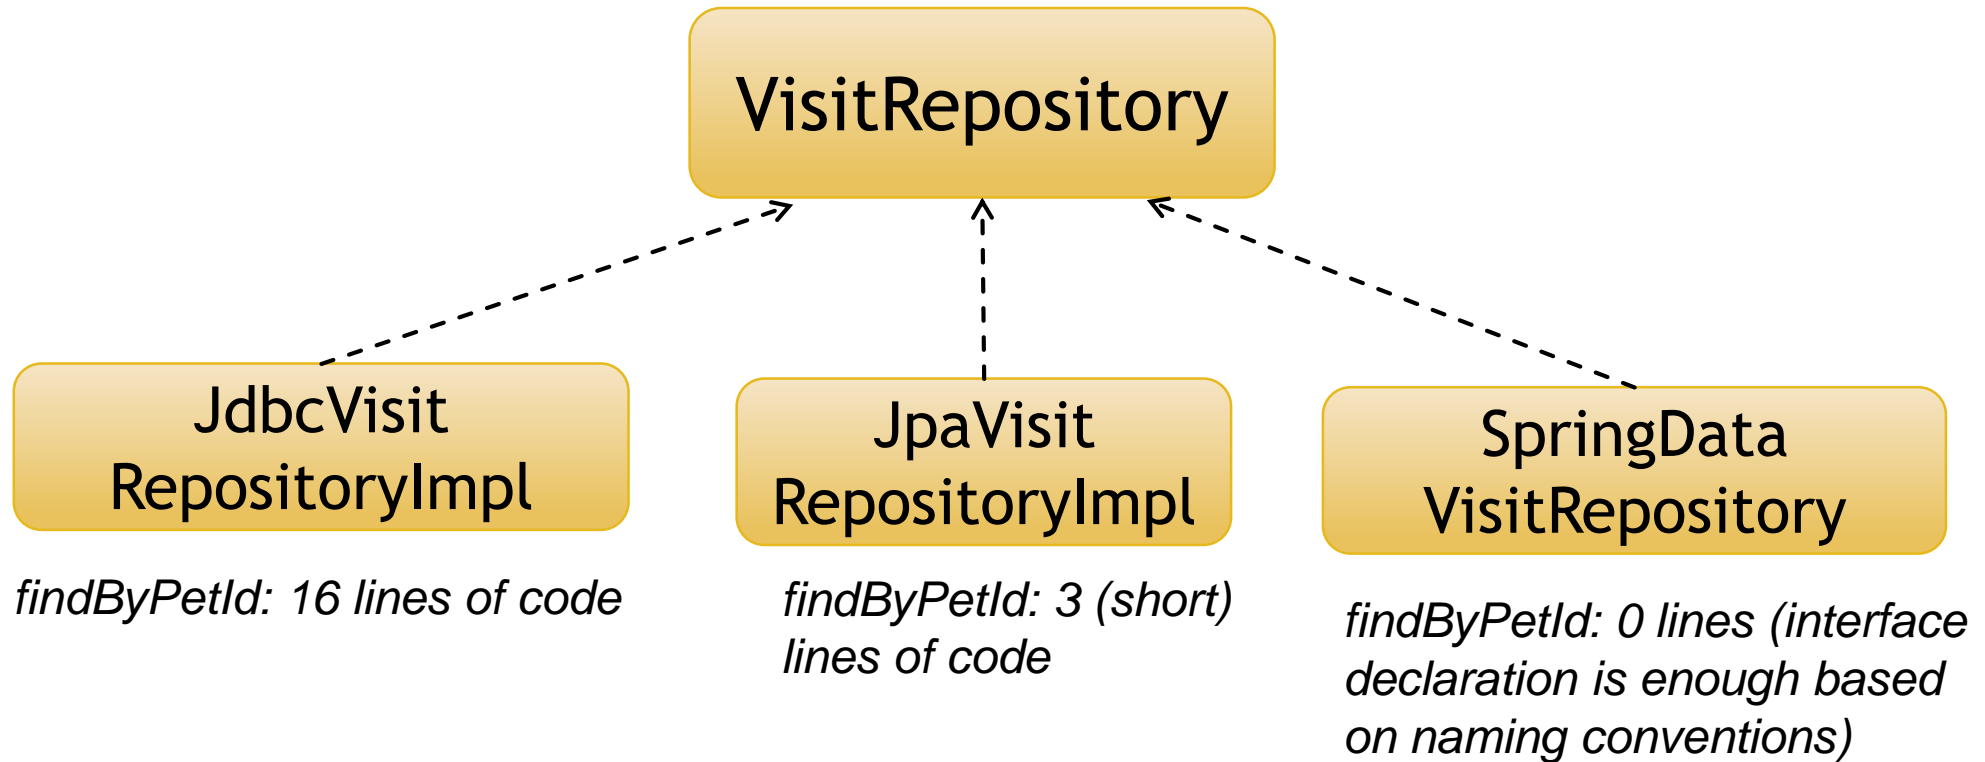 VisitRepository
JdbcVisit
RepositoryImpl
findByPetId: 16 lines of code
JpaVisit
RepositoryImpl
findByPetId: 3 (short)
lines of code
SpringData
VisitRepository
findByPetId: 0 lines (interface
declaration is enough based
on naming conventions)